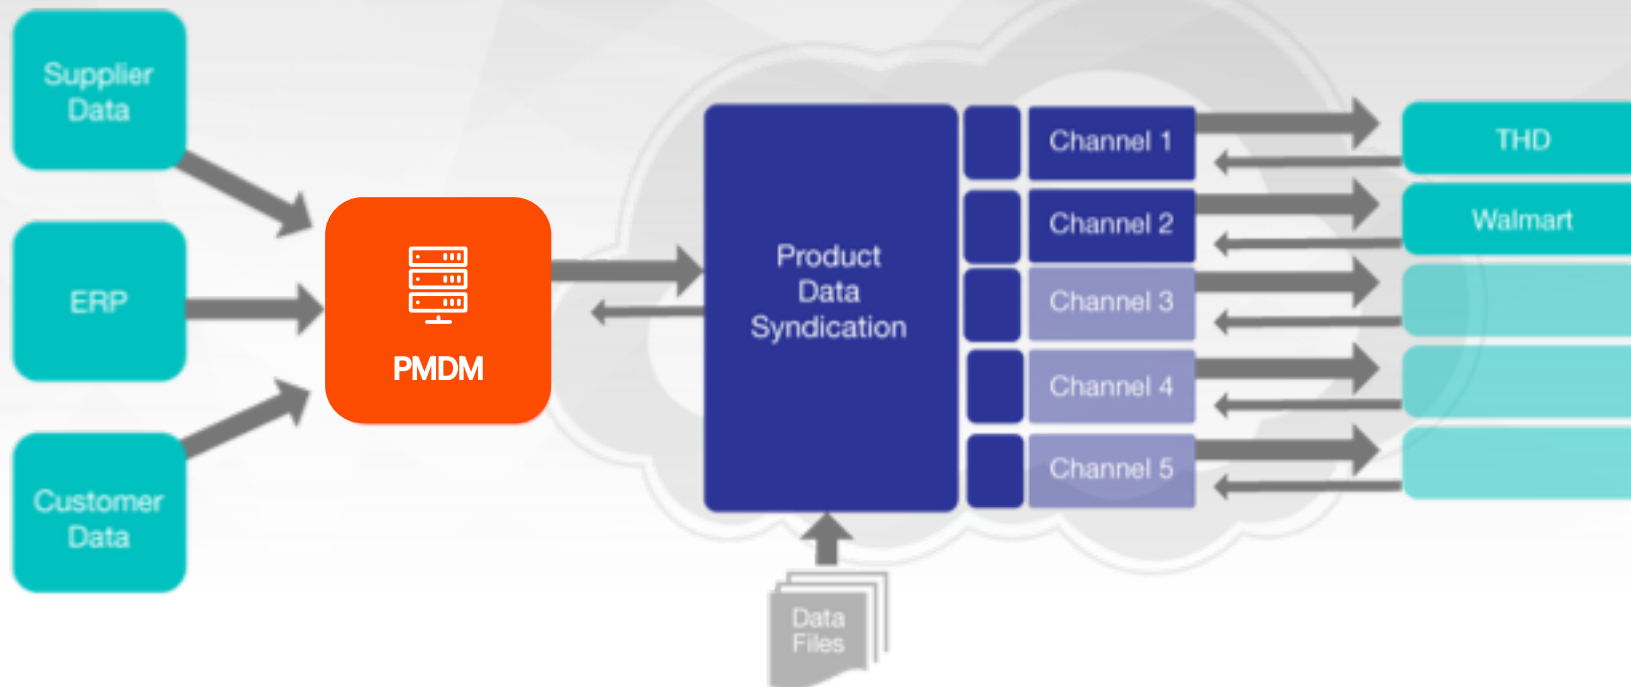 Supplier
Data
ERP
Customer
Data
PMDM
Product
Data
Syndication
Data
Files
Channel 1
Channel 2
Channel 3
Channel 4
Channel 5
THD
Walmart